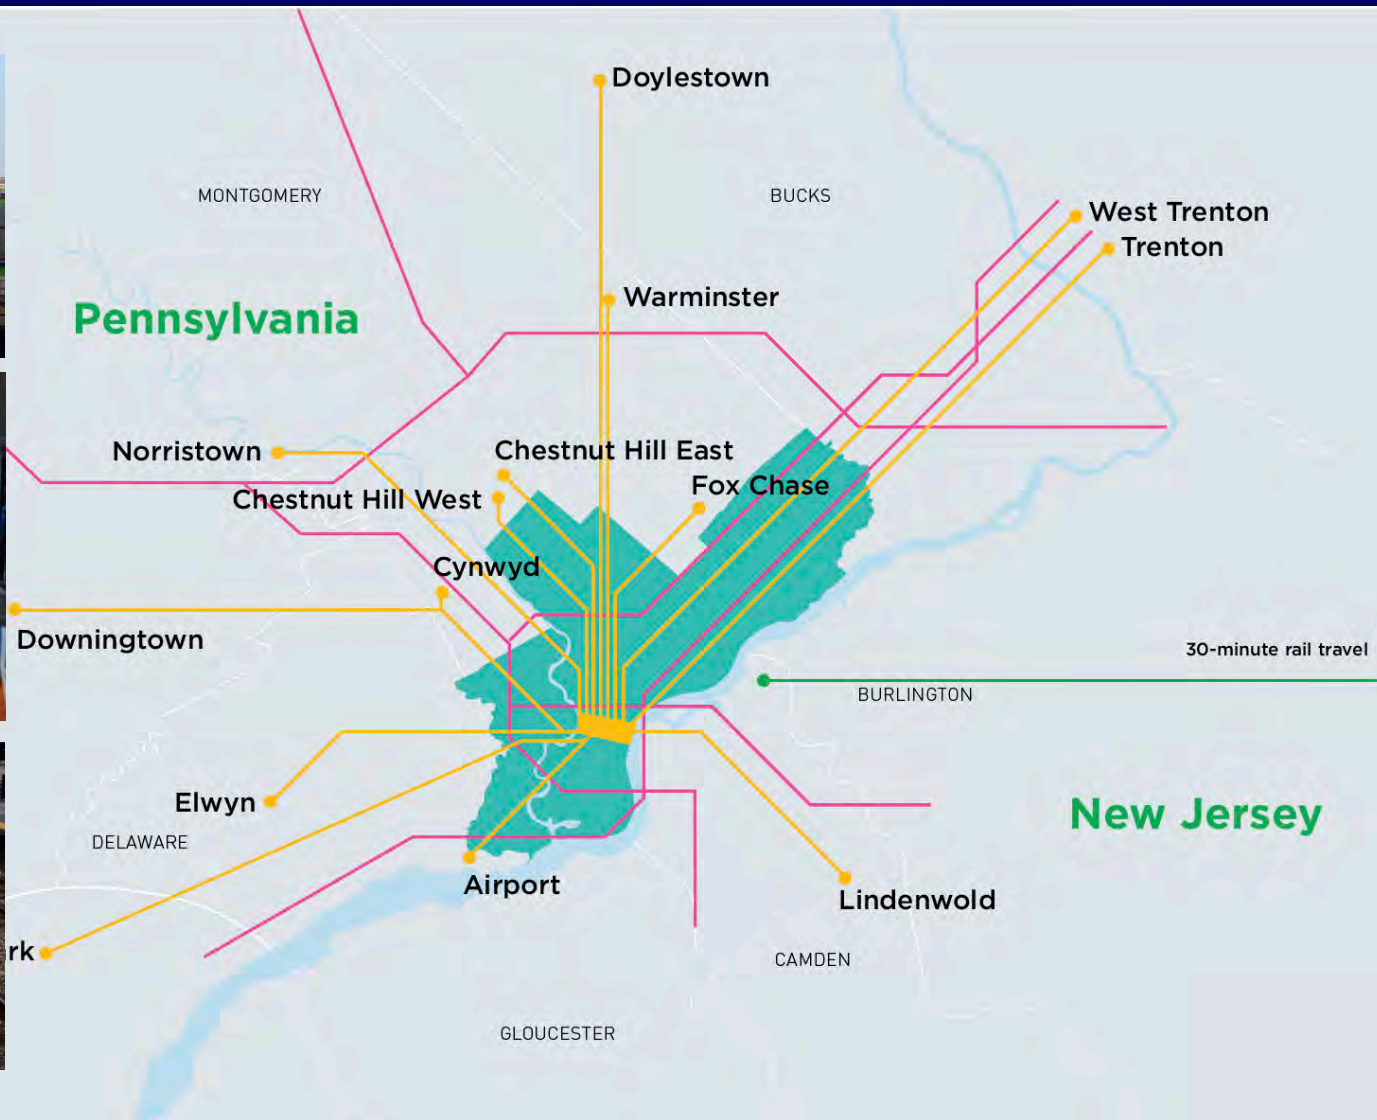 Doylestown
MONTGOMERY
BUCKS
West Trenton
Trenton
Warminster
Pennsylvania
Norristown
Chestnut Hill East
Fox Chase
Chestnut Hill West
Cynwyd
Downingtown
30-minute rail travel
BURLINGTON
Elwyn
New Jersey
DELAWARE
Airport
Lindenwold
rk
CAMDEN
GLOUCESTER